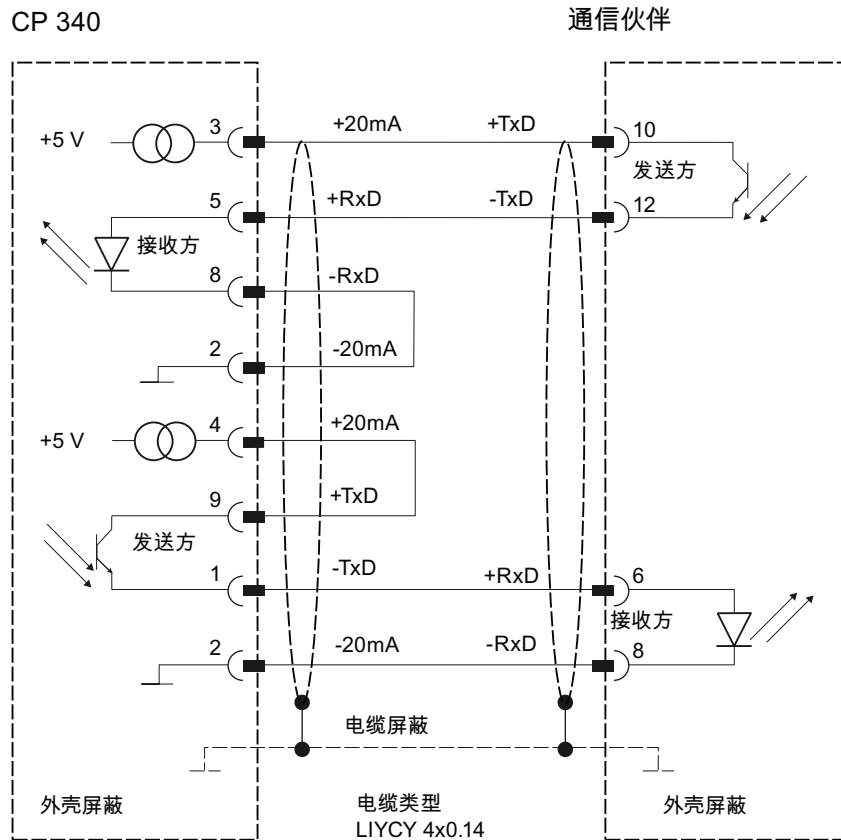 CP 340 通信伙伴
+5 V 3 +20mA +TxD 10
发送方
5 +RxD -TxD 12
接收方
8 -RxD
2 -20mA
+5 V 4 +20mA
9 +TxD
发送方
1 -TxD +RxD 6
接收方
2 -20mA -RxD 8
电缆屏蔽
外壳屏蔽 电缆类型 外壳屏蔽
LIYCY 4x0.14